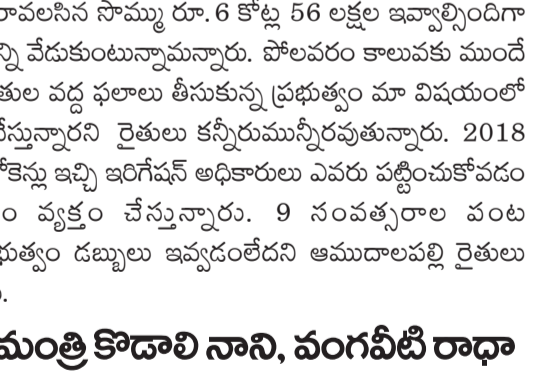 రావలసిన సొమ్ము రూ. 6 కోట్ల 56 లక్షల ఇవ్వాల్సిందిగా
న్ని వేడుకుంటున్నామన్నారు. పోలవరం కాలువకు ముందే
తుల వద్ద ఫలాలు తీసుకున్న ప్రభుత్వం మా విషయంలో
స్తున్నారని రైతులు కన్నీరుమున్నీరవుతున్నారు. 2018
కెన్లు ఇచ్చి ఇరిగేషన్ అధికారులు ఎవరు పట్టించుకోవడం
ం వ్యక్తం చేస్తున్నారు. 9 సంవత్సరాల పంట
భుత్వం డబ్బులు ఇవ్వడంలేదని ఆముదాలపల్లి రైతులు
.
మంత్రి కొడాలి నాని, వంగవీటి రాధా